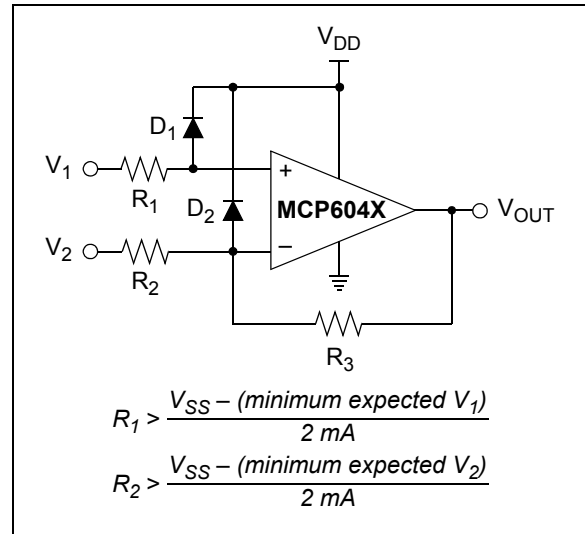 V_DD
D_1
V_1
R_1
+
MCP604X
V_OUT
D_2
V_2
R_2
–
R_3
R_1 > V_SS – (minimum expected V_1) / 2 mA
R_2 > V_SS – (minimum expected V_2) / 2 mA